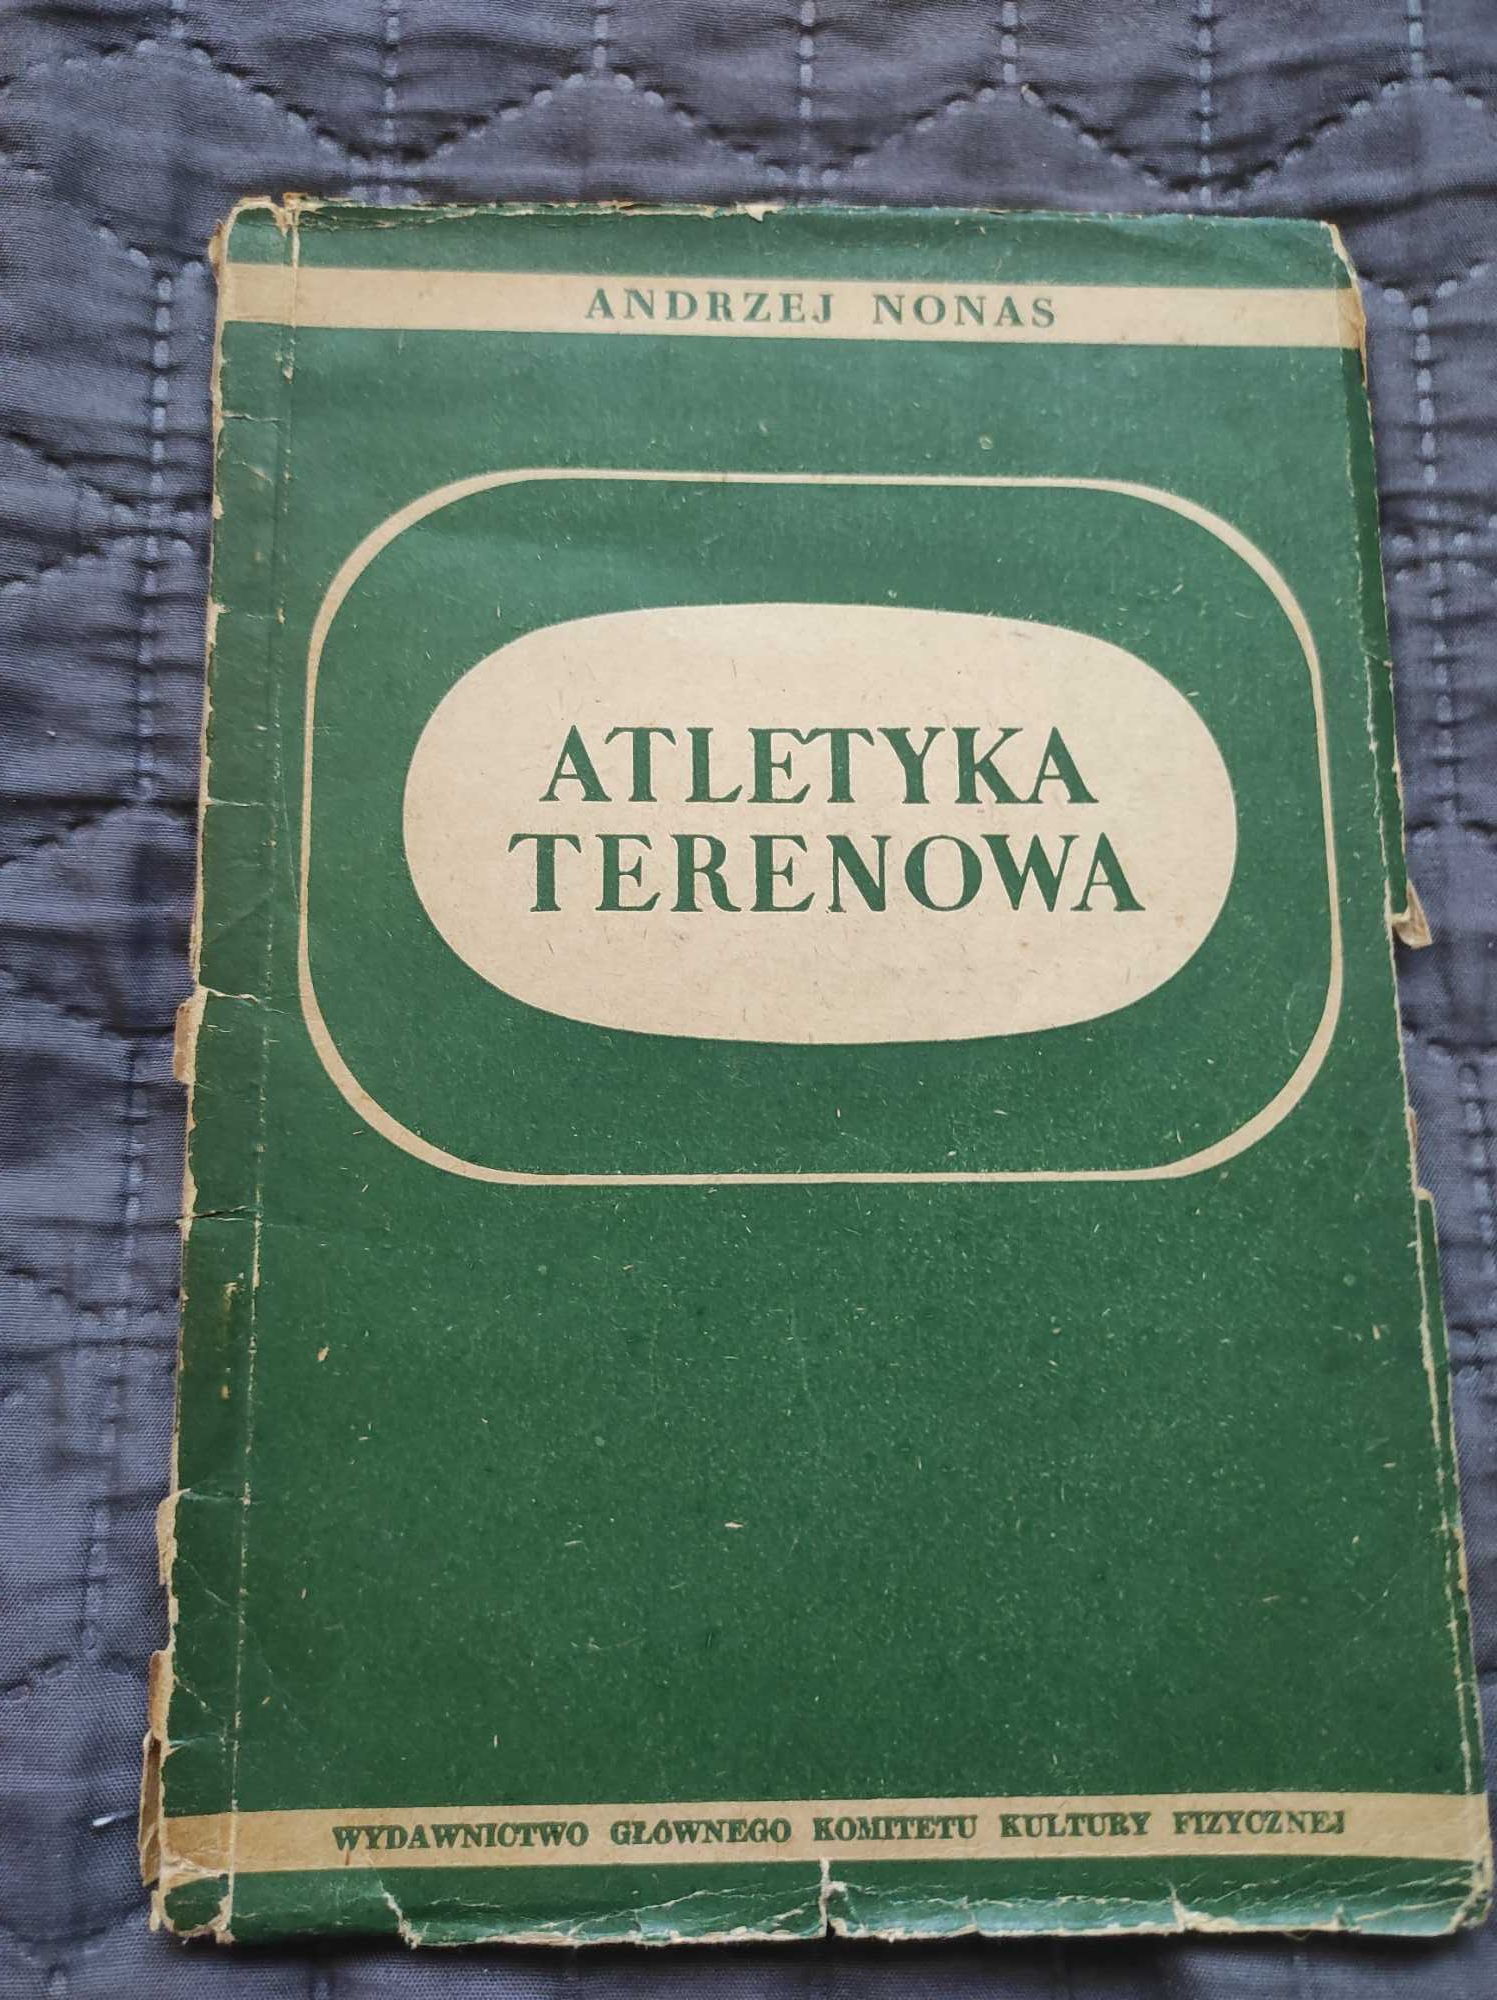 ANDRZEJ NONAS
ATLETYKA
TERENOWA
WYDAWNICTWO GŁÓWNEGO KOMITETU KULTURY FIZYCZNEJ